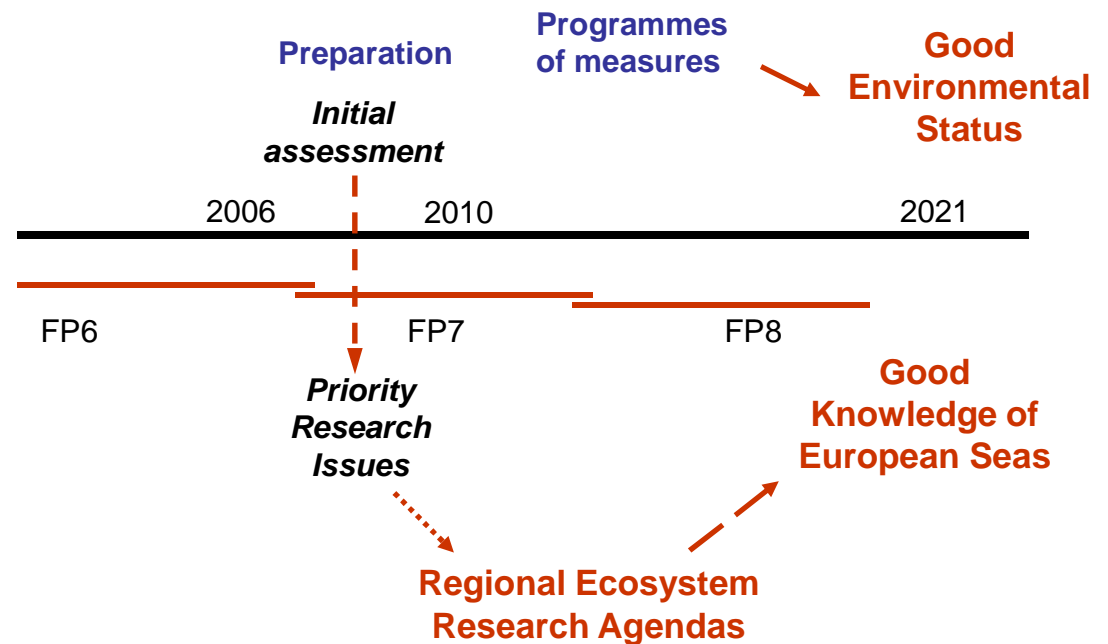 Preparation
Programmes
of measures
Good
Environmental
Status
Initial
assessment
2006
2010
2021
FP6
FP7
FP8
Priority
Research
Issues
Good
Knowledge of
European Seas
Regional Ecosystem
Research Agendas